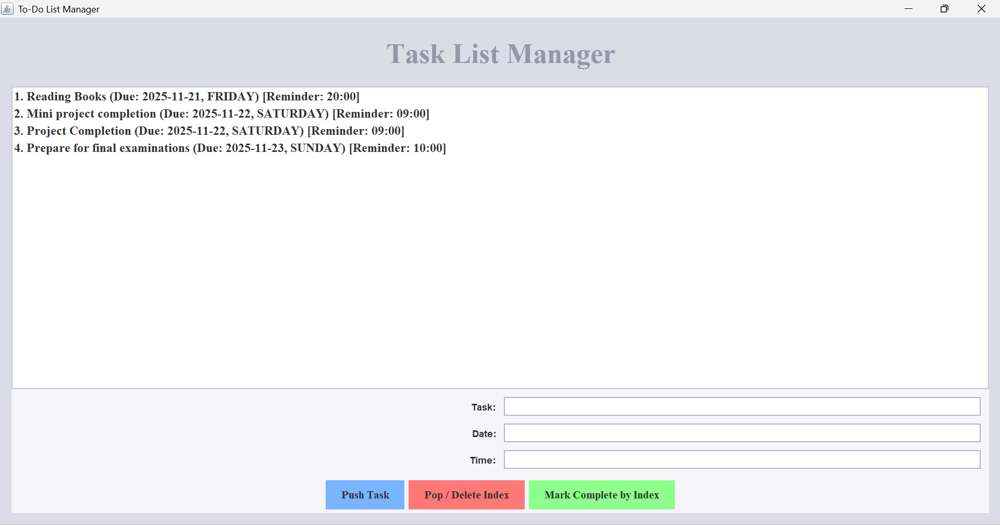 To-Do List Manager
Task List Manager
1. Reading Books (Due: 2025-11-21, FRIDAY) [Reminder: 20:00]
2. Mini project completion (Due: 2025-11-22, SATURDAY) [Reminder: 09:00]
3. Project Completion (Due: 2025-11-22, SATURDAY) [Reminder: 09:00]
4. Prepare for final examinations (Due: 2025-11-23, SUNDAY) [Reminder: 10:00]
Task:
Date:
Time:
Push Task
Pop / Delete Index
Mark Complete by Index